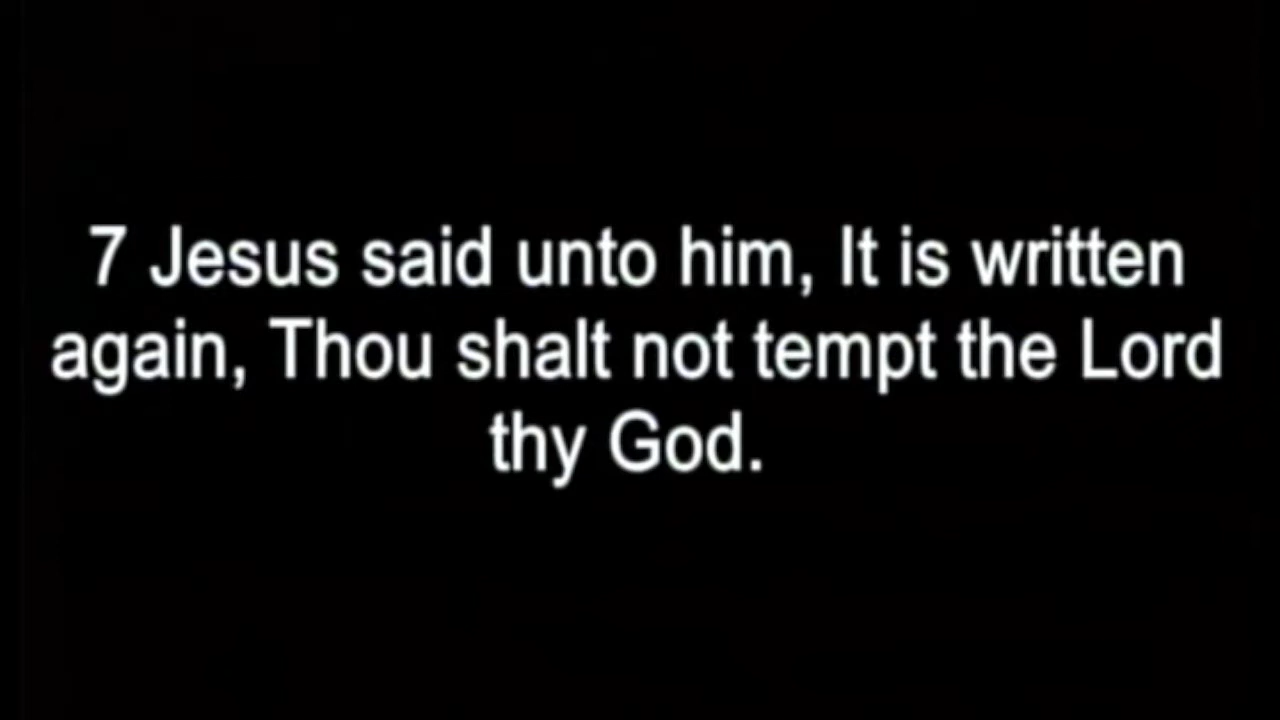 7 Jesus said unto him, It is written
again, Thou shalt not tempt the Lord
thy God.